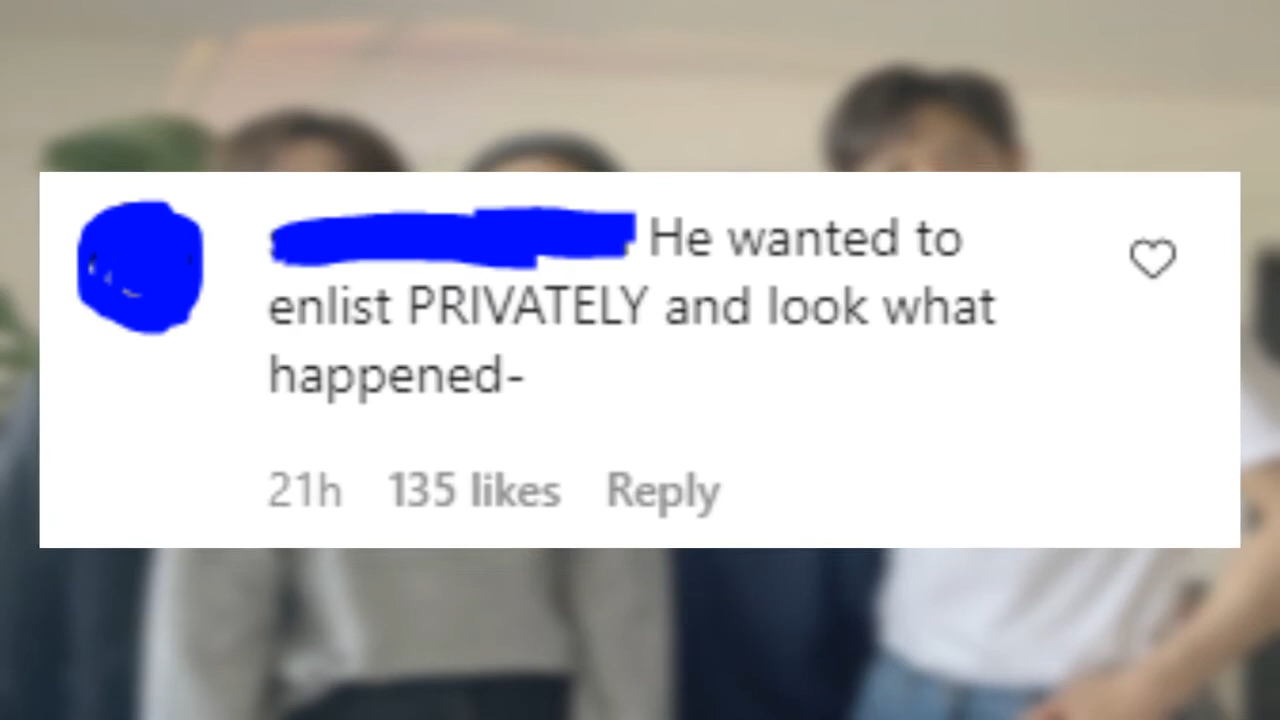 He wanted to
enlist PRIVATELY and look what
happened-
21h 135 likes Reply